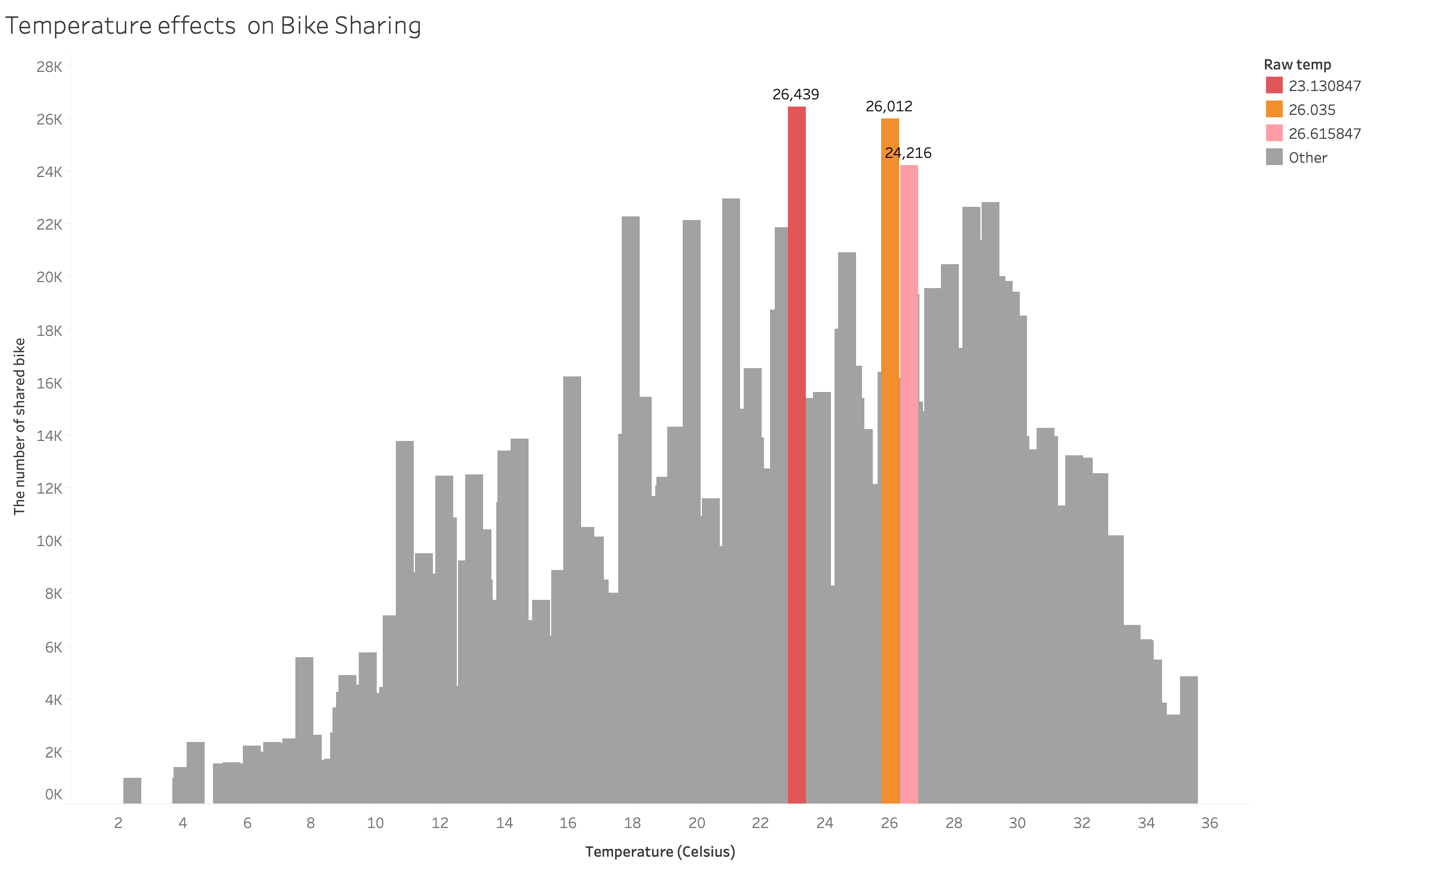 Temperature effects  on Bike Sharing
28K
26K
24K
22K
20K
18K
16K
14K
12K
10K
8K
6K
4K
2K
0K
The number of shared bike
26,439
26,012
24,216
2 4 6 8 10 12 14 16 18 20 22 24 26 28 30 32 34 36
Temperature (Celsius)
Raw temp
23.130847
26.035
26.615847
Other